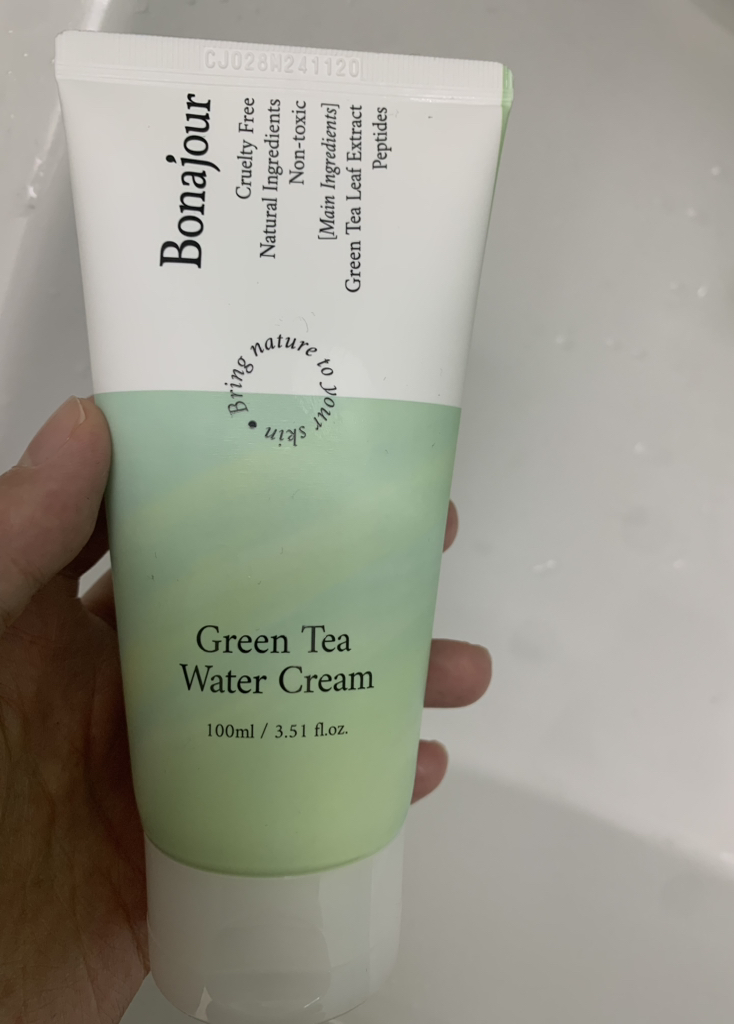 CJ028W241120
Bonajour
Cruelty Free
Natural Ingredients
Non-toxic
[Main Ingredients]
Green Tea Leaf Extract
Peptides
Bring nature to your skin •
Green Tea
Water Cream
100ml / 3.51 fl.oz.